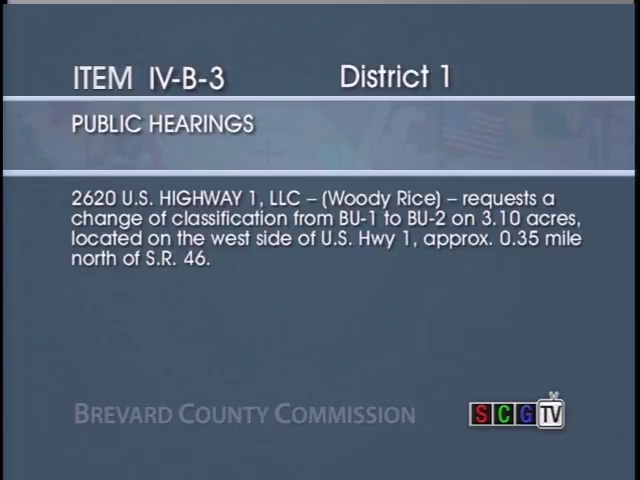 ITEM IV-B-3 District 1
PUBLIC HEARINGS
2620 U.S. HIGHWAY 1, LLC – (Woody Rice) – requests a
change of classification from BU-1 to BU-2 on 3.10 acres,
located on the west side of U.S. Hwy 1, approx. 0.35 mile
north of S.R. 46.
BREVARD COUNTY COMMISSION SCGTV